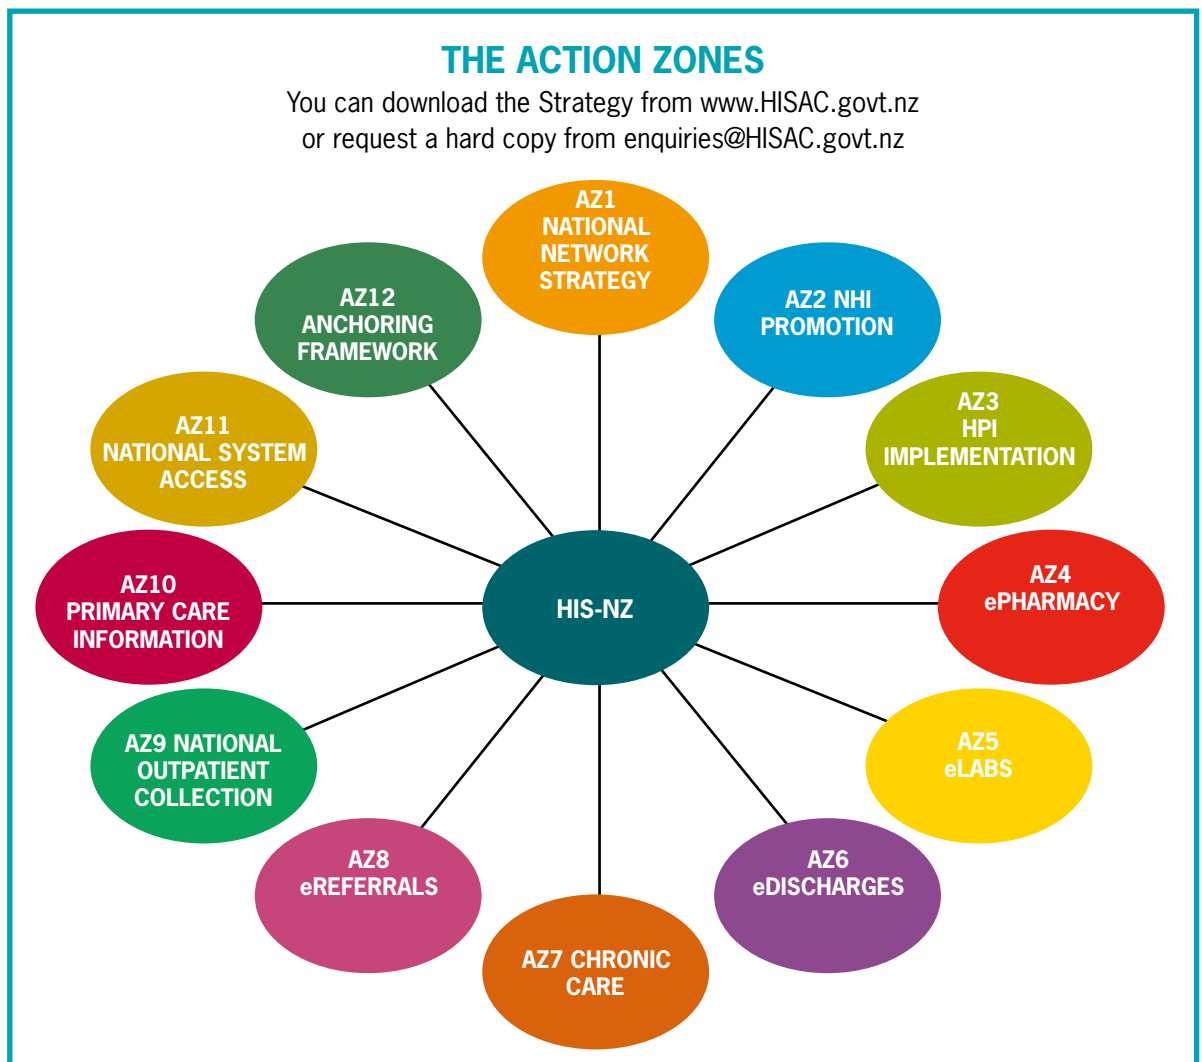 THE ACTION ZONES
You can download the Strategy from www.HISAC.govt.nz
or request a hard copy from enquiries@HISAC.govt.nz
AZ1
NATIONAL
NETWORK
STRATEGY
AZ2 NHI
PROMOTION
AZ3
HPI
IMPLEMENTATION
AZ4
ePHARMACY
AZ5
eLABS
AZ6
eDISCHARGES
AZ7 CHRONIC
CARE
AZ8
eREFERRALS
AZ9 NATIONAL
OUTPATIENT
COLLECTION
AZ10
PRIMARY CARE
INFORMATION
AZ11
NATIONAL SYSTEM
ACCESS
AZ12
ANCHORING
FRAMEWORK
HIS-NZ